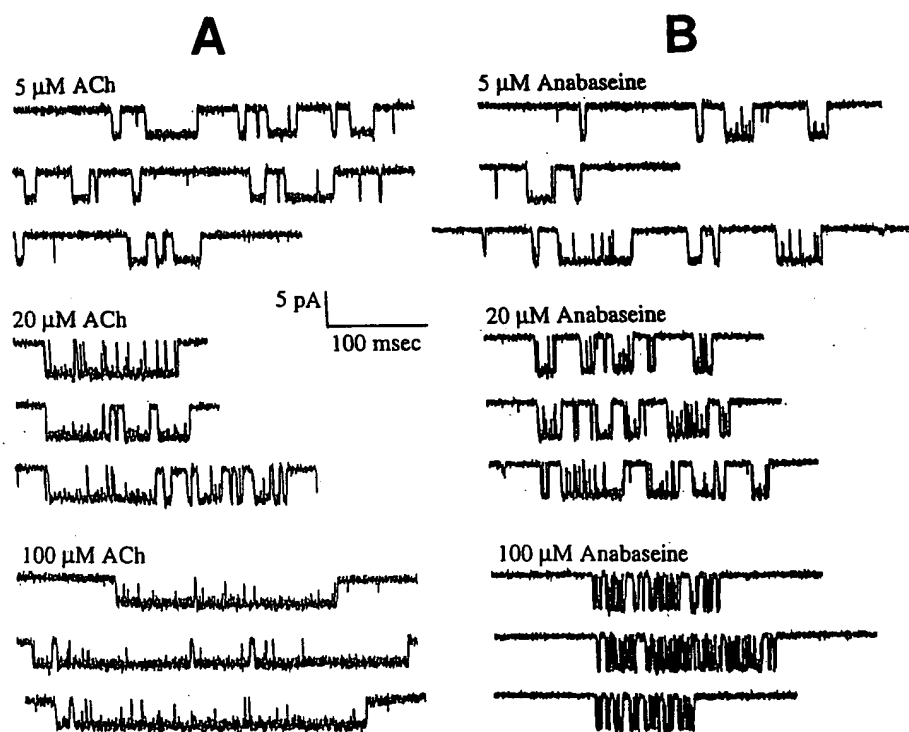 A
B
5 µM ACh
5 µM Anabaseine
5 pA
100 msec
20 µM ACh
20 µM Anabaseine
100 µM ACh
100 µM Anabaseine